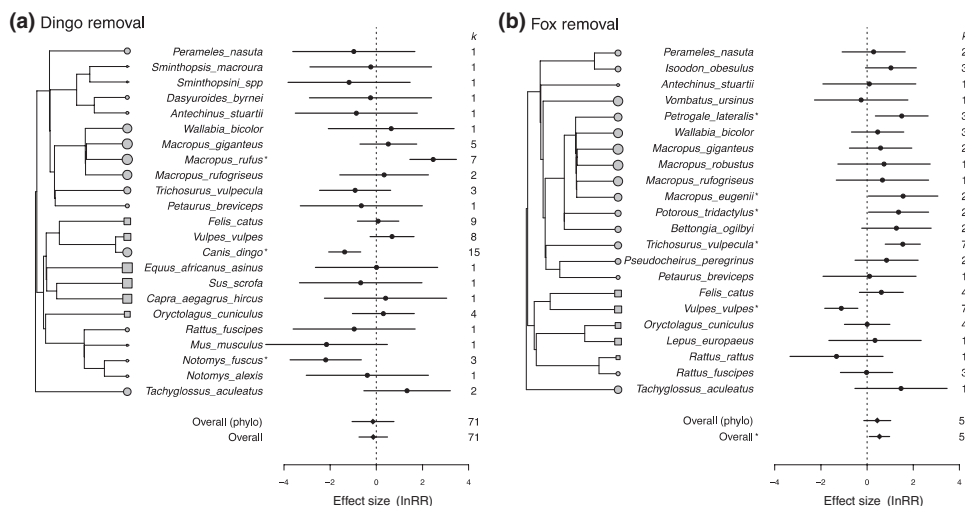 (a) Dingo removal
k
Perameles_nasuta 1
Sminthopsis_macroura 1
Sminthopsini_spp 1
Dasyuroides_byrnei 1
Antechinus_stuartii 1
Wallabia_bicolor 1
Macropus_giganteus 5
Macropus_rufus* 7
Macropus_rufogriseus 2
Trichosurus_vulpecula 3
Petaurus_breviceps 1
Felis_catus 9
Vulpes_vulpes 8
Canis_dingo* 15
Equus_africanus_asinus 1
Sus_scrofa 1
Capra_aegagrus_hircus 1
Oryctolagus_cuniculus 4
Rattus_fuscipes 1
Mus_musculus 1
Notomys_fuscus* 3
Notomys_alexis 1
Tachyglossus_aculeatus 2
Overall (phylo) 71
Overall 71
−4 −2 0 2 4
Effect size (lnRR)
(b) Fox removal
k
Perameles_nasuta 2
Isoodon_obesulus 3
Antechinus_stuartii 1
Vombatus_ursinus 1
Petrogale_lateralis* 3
Wallabia_bicolor 3
Macropus_giganteus 2
Macropus_robustus 1
Macropus_rufogriseus 1
Macropus_eugenii* 2
Potorous_tridactylus* 2
Bettongia_ogilbyi 2
Trichosurus_vulpecula* 7
Pseudocheirus_peregrinus 2
Petaurus_breviceps 1
Felis_catus 4
Vulpes_vulpes* 7
Oryctolagus_cuniculus 4
Lepus_europaeus 1
Rattus_rattus 1
Rattus_fuscipes 3
Tachyglossus_aculeatus 1
Overall (phylo) 5
Overall* 5
−4 −2 0 2 4
Effect size (lnRR)